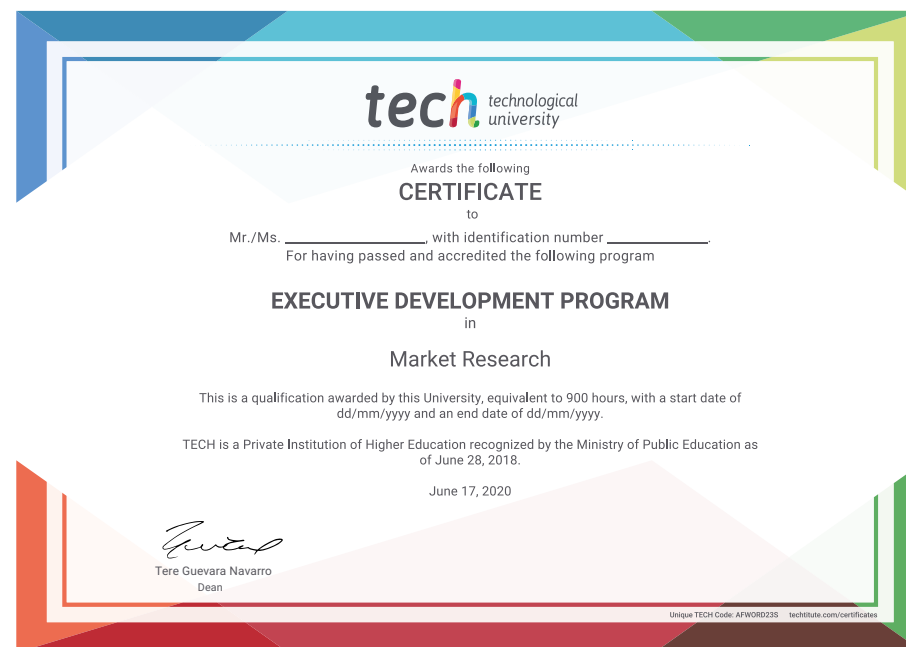 tech technological
university
Awards the following
CERTIFICATE
to
Mr./Ms. ____________________, with identification number ______________.
For having passed and accredited the following program
EXECUTIVE DEVELOPMENT PROGRAM
in
Market Research
This is a qualification awarded by this University, equivalent to 900 hours, with a start date of
dd/mm/yyyy and an end date of dd/mm/yyyy.
TECH is a Private Institution of Higher Education recognized by the Ministry of Public Education as
of June 28, 2018.
June 17, 2020
Tere Guevara Navarro
Dean
Unique TECH Code: AFWORD23S techtitute.com/certificates